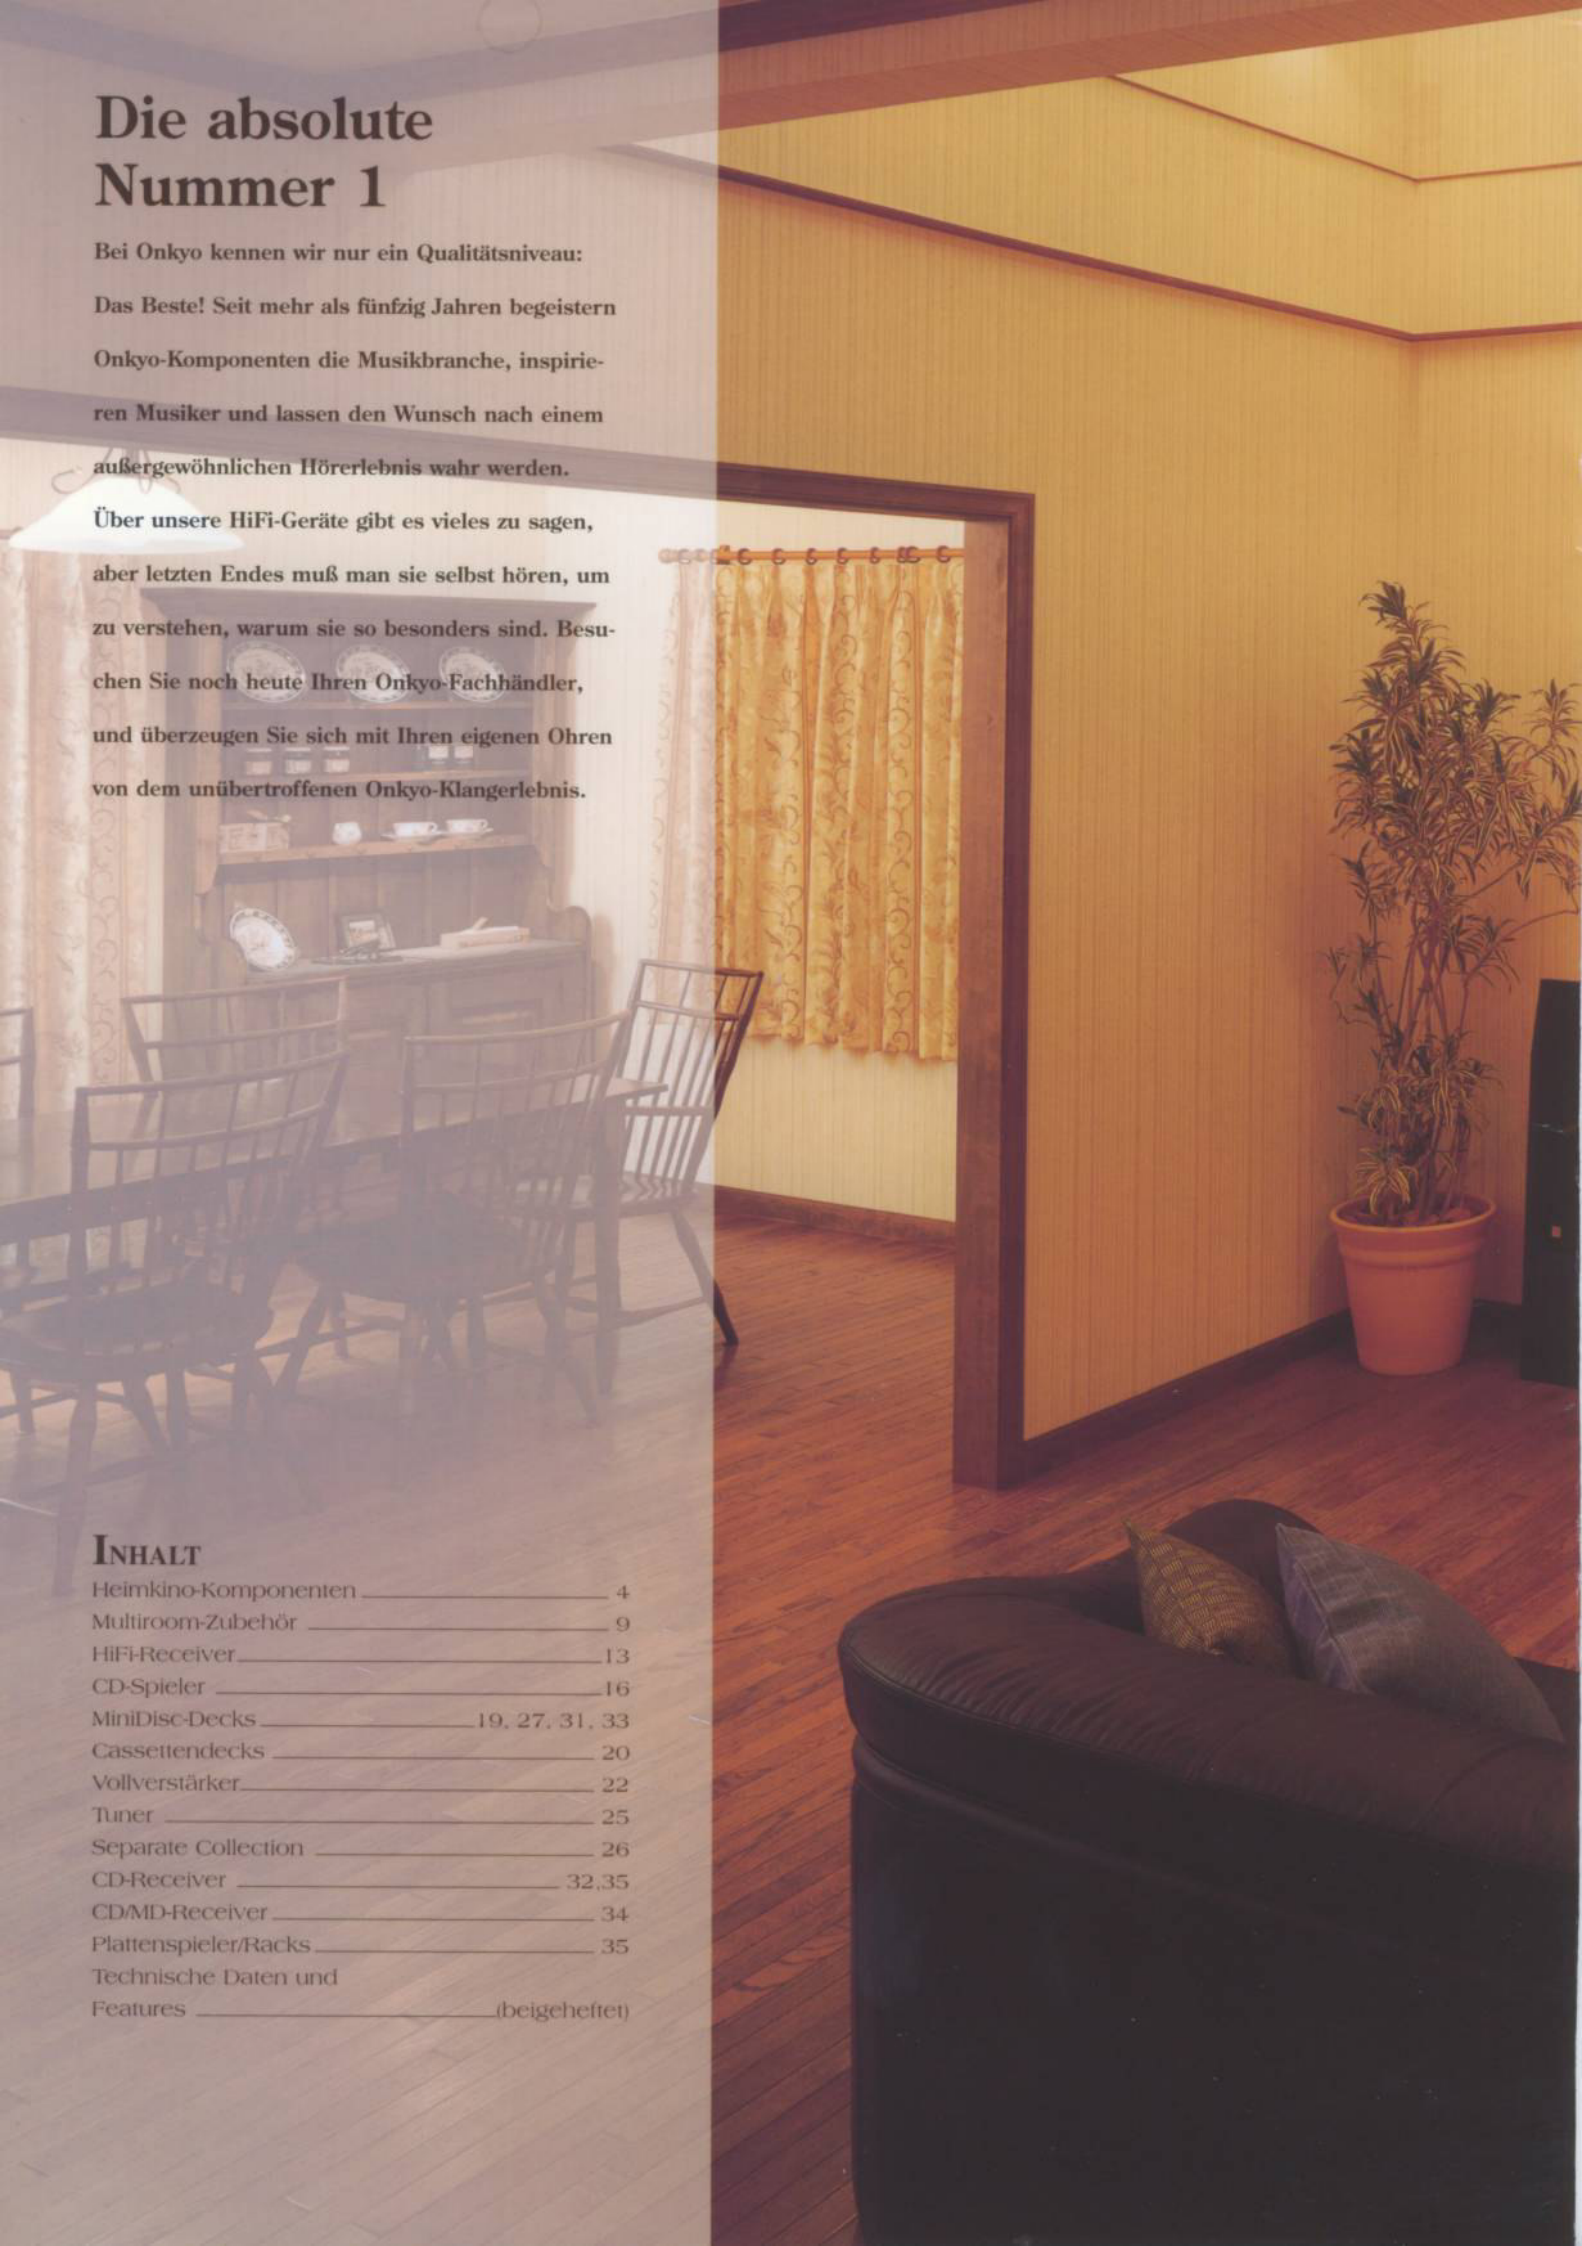 Die absolute
Nummer 1
Bei Onkyo kennen wir nur ein Qualitätsniveau:
Das Beste! Seit mehr als fünfzig Jahren begeistern
Onkyo-Komponenten die Musikbranche, inspirie-
ren Musiker und lassen den Wunsch nach einem
außergewöhnlichen Hörerlebnis wahr werden.
Über unsere HiFi-Geräte gibt es vieles zu sagen,
aber letzten Endes muß man sie selbst hören, um
zu verstehen, warum sie so besonders sind. Besu-
chen Sie noch heute Ihren Onkyo-Fachhändler,
und überzeugen Sie sich mit Ihren eigenen Ohren
von dem unübertroffenen Onkyo-Klangerlebnis.
INHALT
Heimkino-Komponenten 4
Multiroom-Zubehör 9
HiFi-Receiver 13
CD-Spieler 16
MiniDisc-Decks 19, 27, 31, 33
Cassettendecks 20
Vollverstärker 22
Tuner 25
Separate Collection 26
CD-Receiver 32,35
CD/MD-Receiver 34
Plattenspieler/Racks 35
Technische Daten und
Features (beigeheftet)